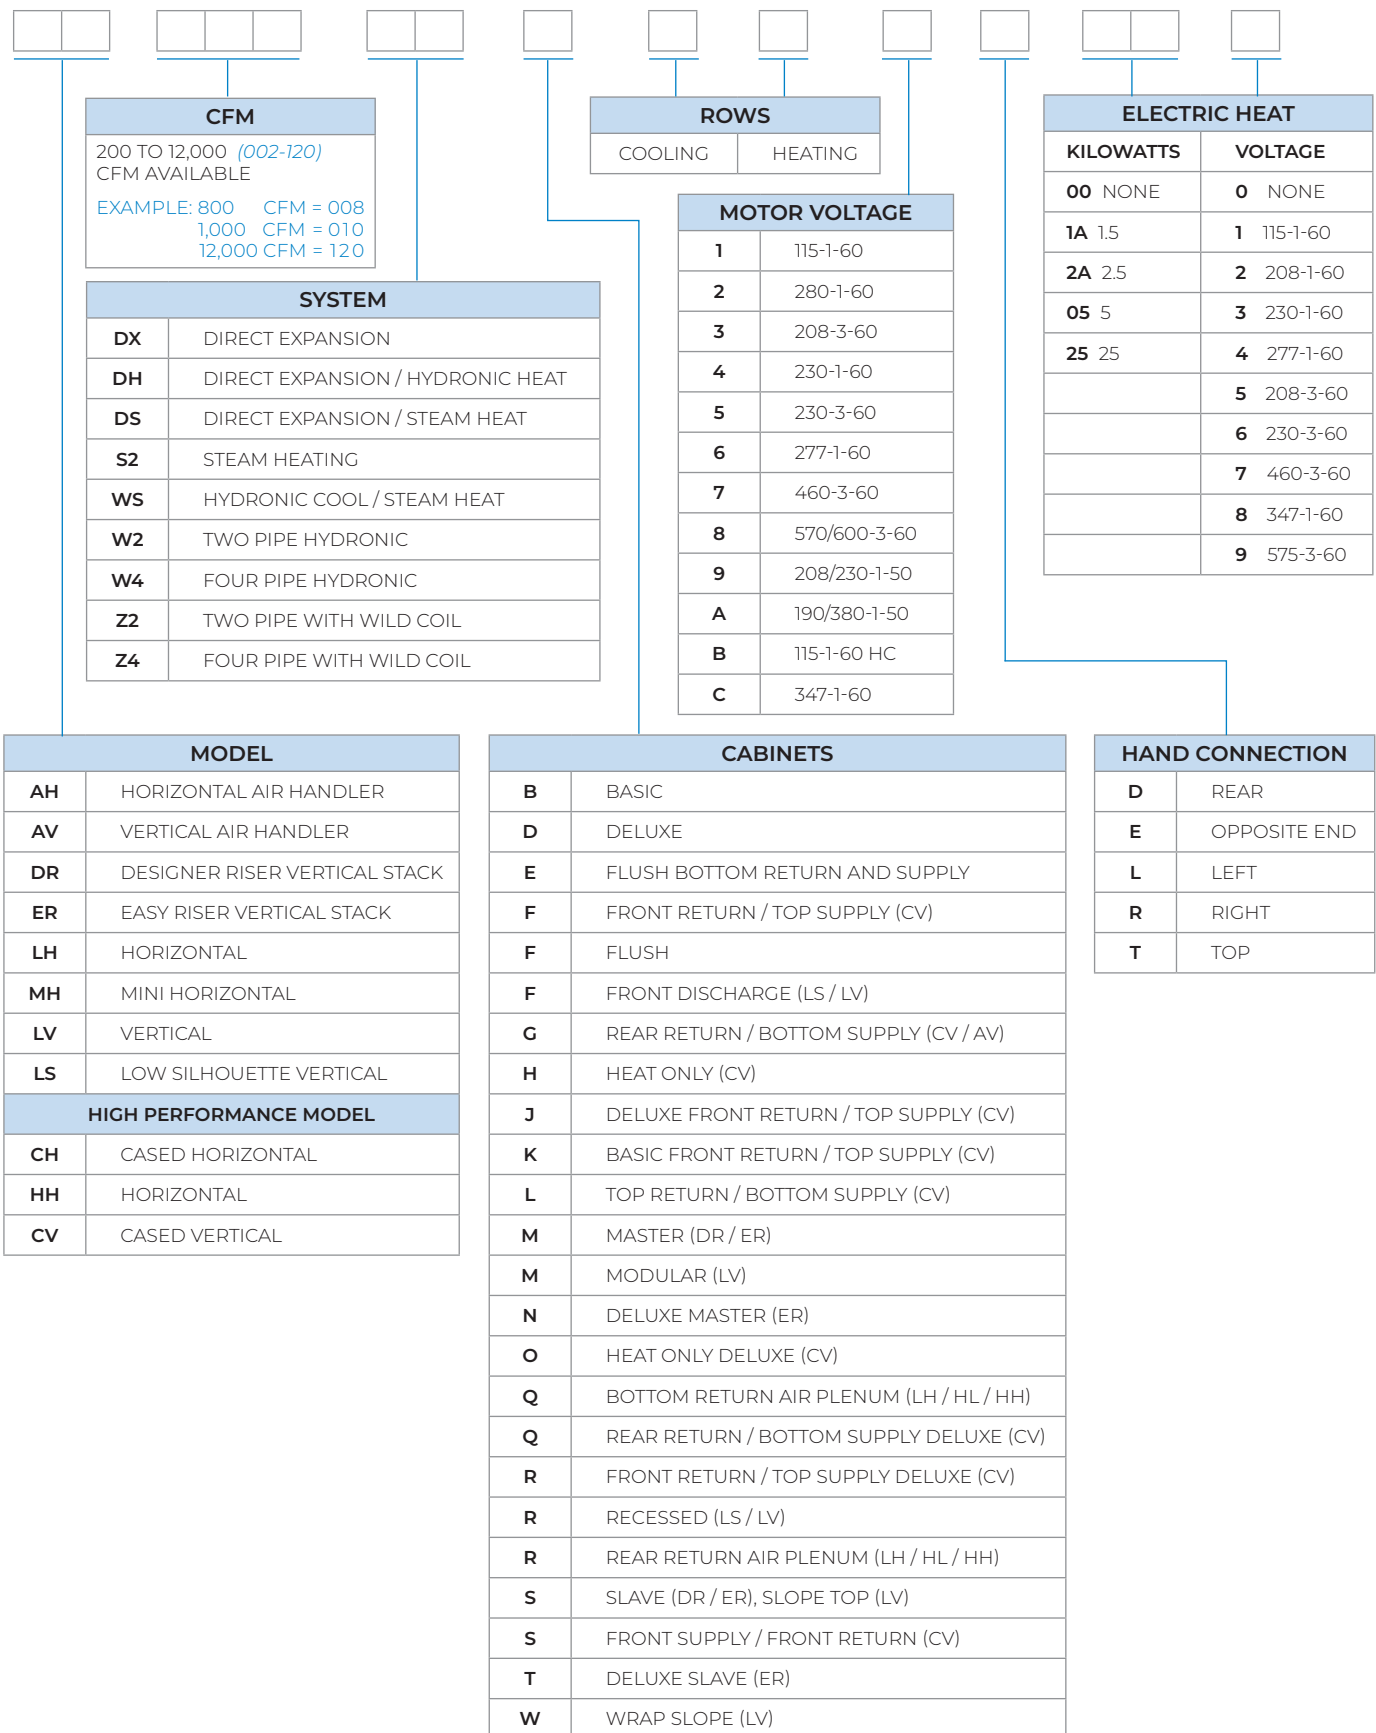 CFM
200 TO 12,000 (002-120)
CFM AVAILABLE
EXAMPLE: 800 CFM = 008
1,000 CFM = 010
12,000 CFM = 120
SYSTEM
DX DIRECT EXPANSION
DH DIRECT EXPANSION / HYDRONIC HEAT
DS DIRECT EXPANSION / STEAM HEAT
S2 STEAM HEATING
WS HYDRONIC COOL / STEAM HEAT
W2 TWO PIPE HYDRONIC
W4 FOUR PIPE HYDRONIC
Z2 TWO PIPE WITH WILD COIL
Z4 FOUR PIPE WITH WILD COIL
ROWS
COOLING HEATING
MOTOR VOLTAGE
1 115-1-60
2 280-1-60
3 208-3-60
4 230-1-60
5 230-3-60
6 277-1-60
7 460-3-60
8 570/600-3-60
9 208/230-1-50
A 190/380-1-50
B 115-1-60 HC
C 347-1-60
ELECTRIC HEAT
KILOWATTS VOLTAGE
00 NONE 0 NONE
1A 1.5 1 115-1-60
2A 2.5 2 208-1-60
05 5 3 230-1-60
25 25 4 277-1-60
5 208-3-60
6 230-3-60
7 460-3-60
8 347-1-60
9 575-3-60
MODEL
AH HORIZONTAL AIR HANDLER
AV VERTICAL AIR HANDLER
DR DESIGNER RISER VERTICAL STACK
ER EASY RISER VERTICAL STACK
LH HORIZONTAL
MH MINI HORIZONTAL
LV VERTICAL
LS LOW SILHOUETTE VERTICAL
HIGH PERFORMANCE MODEL
CH CASED HORIZONTAL
HH HORIZONTAL
CV CASED VERTICAL
CABINETS
B BASIC
D DELUXE
E FLUSH BOTTOM RETURN AND SUPPLY
F FRONT RETURN / TOP SUPPLY (CV)
F FLUSH
F FRONT DISCHARGE (LS / LV)
G REAR RETURN / BOTTOM SUPPLY (CV / AV)
H HEAT ONLY (CV)
J DELUXE FRONT RETURN / TOP SUPPLY (CV)
K BASIC FRONT RETURN / TOP SUPPLY (CV)
L TOP RETURN / BOTTOM SUPPLY (CV)
M MASTER (DR / ER)
M MODULAR (LV)
N DELUXE MASTER (ER)
O HEAT ONLY DELUXE (CV)
Q BOTTOM RETURN AIR PLENUM (LH / HL / HH)
Q REAR RETURN / BOTTOM SUPPLY DELUXE (CV)
R FRONT RETURN / TOP SUPPLY DELUXE (CV)
R RECESSED (LS / LV)
R REAR RETURN AIR PLENUM (LH / HL / HH)
S SLAVE (DR / ER), SLOPE TOP (LV)
S FRONT SUPPLY / FRONT RETURN (CV)
T DELUXE SLAVE (ER)
W WRAP SLOPE (LV)
HAND CONNECTION
D REAR
E OPPOSITE END
L LEFT
R RIGHT
T TOP